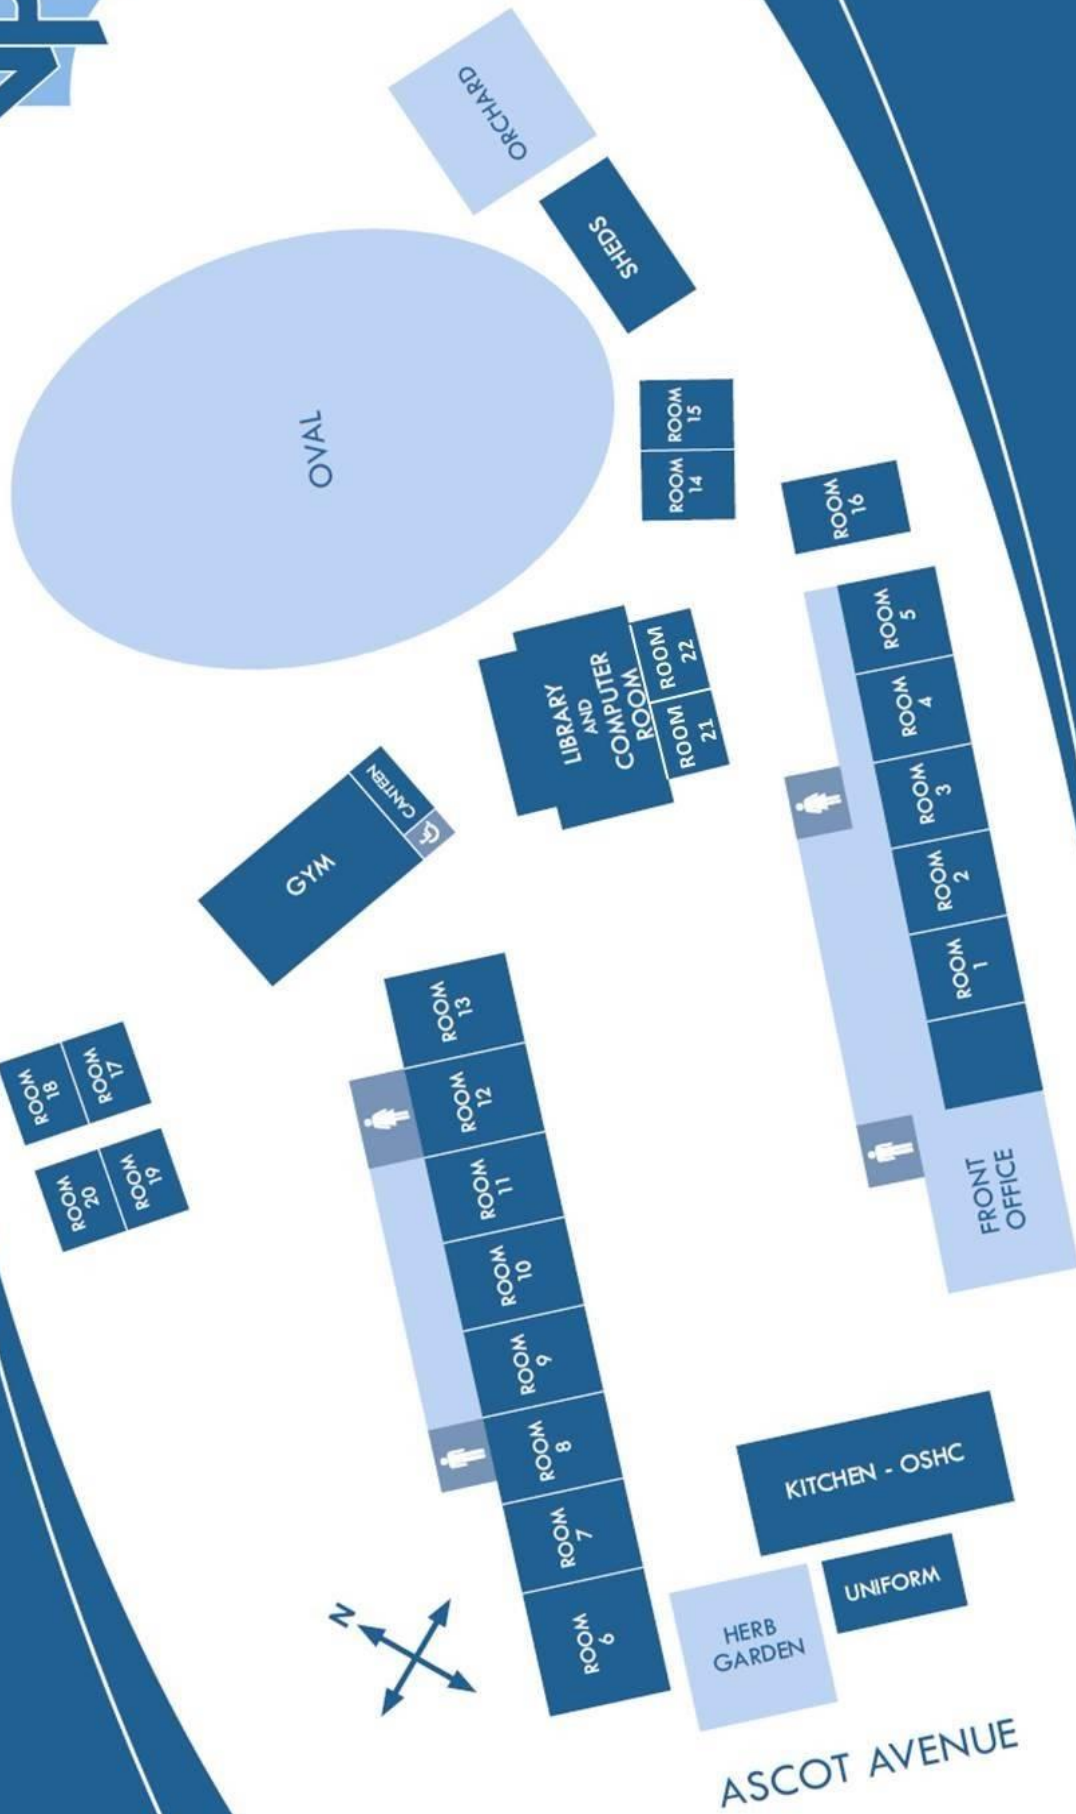 ORCHARD
SHEDS
OVAL
ROOM
15
ROOM
14
ROOM
16
ROOM
5
ROOM
4
ROOM
3
ROOM
2
ROOM
1
LIBRARY
AND
COMPUTER
ROOM
ROOM
22
ROOM
21
CANTEEN
GYM
ROOM
13
ROOM
12
ROOM
11
ROOM
10
ROOM
9
ROOM
8
ROOM
7
ROOM
6
ROOM
18
ROOM
17
ROOM
20
ROOM
19
FRONT
OFFICE
KITCHEN - OSHC
UNIFORM
HERB
GARDEN
N
ASCOT AVENUE